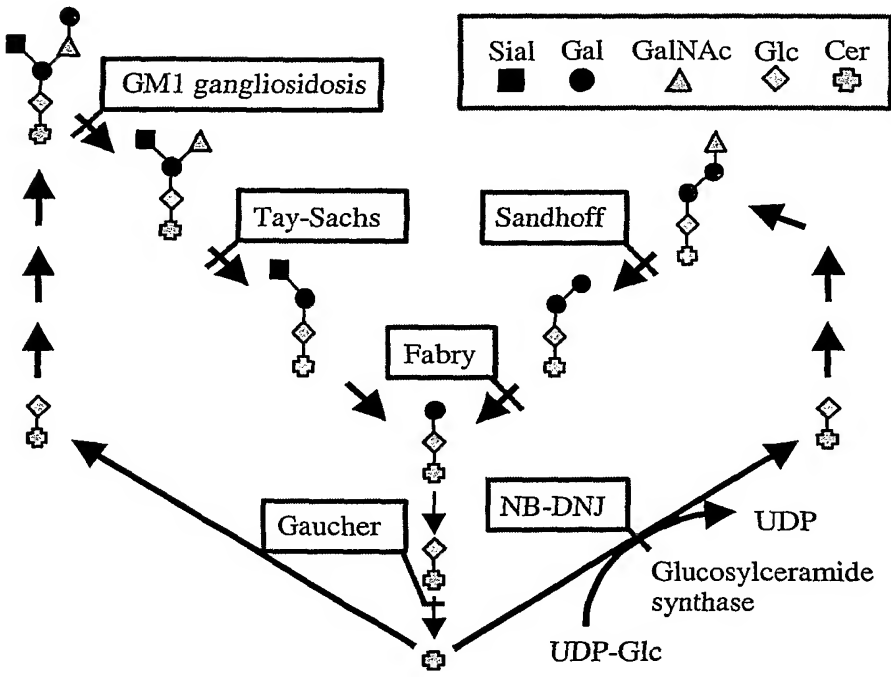 Sial Gal GalNAc Glc Cer
GM1 gangliosidosis
Tay-Sachs
Sandhoff
Fabry
Gaucher
NB-DNJ
UDP
Glucosylceramide
synthase
UDP-Glc